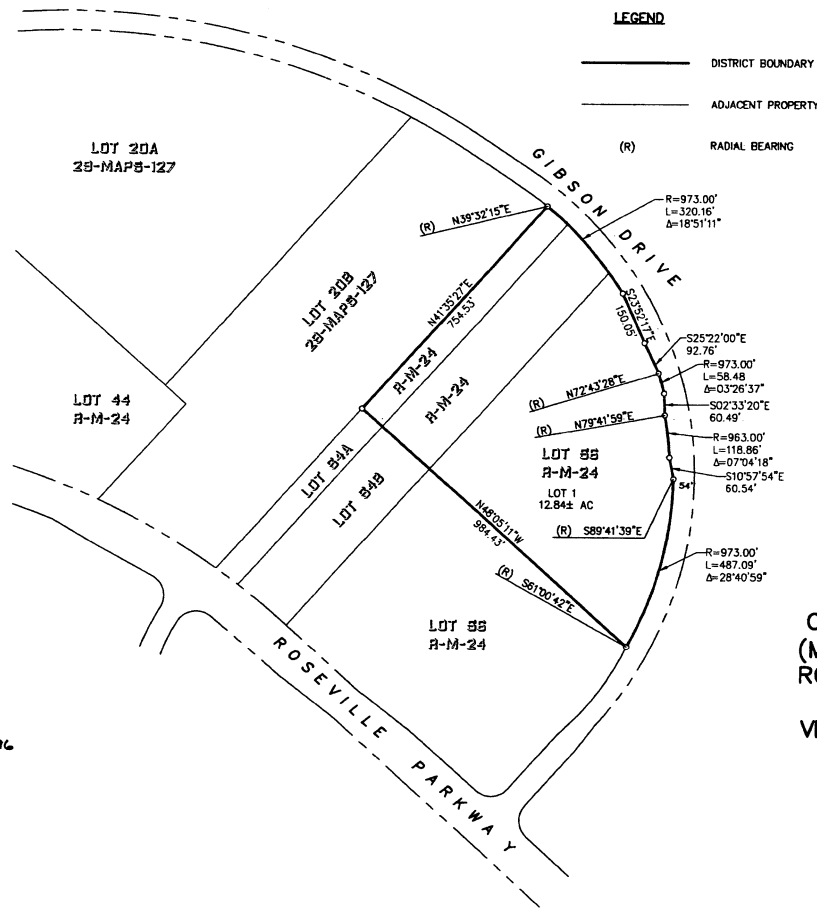 LEGEND
DISTRICT BOUNDARY
ADJACENT PROPERTY
(R) RADIAL BEARING
LOT 20A
29-MAPS-127
GIBSON DRIVE
R=973.00'
L=320.16'
Δ=18°51'11"
(R) N39°32'15"E
S23°52'17"E
150.05'
LOT 20B
29-MAPS-127
N41°35'27"E
754.53'
S25°22'00"E
92.76'
R=973.00'
L=58.48
Δ=03°26'37"
R-M-24
R-M-24
(R) N72°43'28"E
S02°33'20"E
60.49'
LOT 44
R-M-24
(R) N79°41'59"E
R=963.00'
L=118.86'
Δ=07°04'18"
LOT 54A
LOT 54B
R-M-24
LOT 1
12.84± AC
S10°57'54"E
60.54'
54'
N48°05'11"W
984.43'
(R) S89°41'39"E
R=973.00'
L=487.09'
Δ=28°40'59"
(R) S61°00'42"E
R-M-24
ROSEVILLE PARKWAY